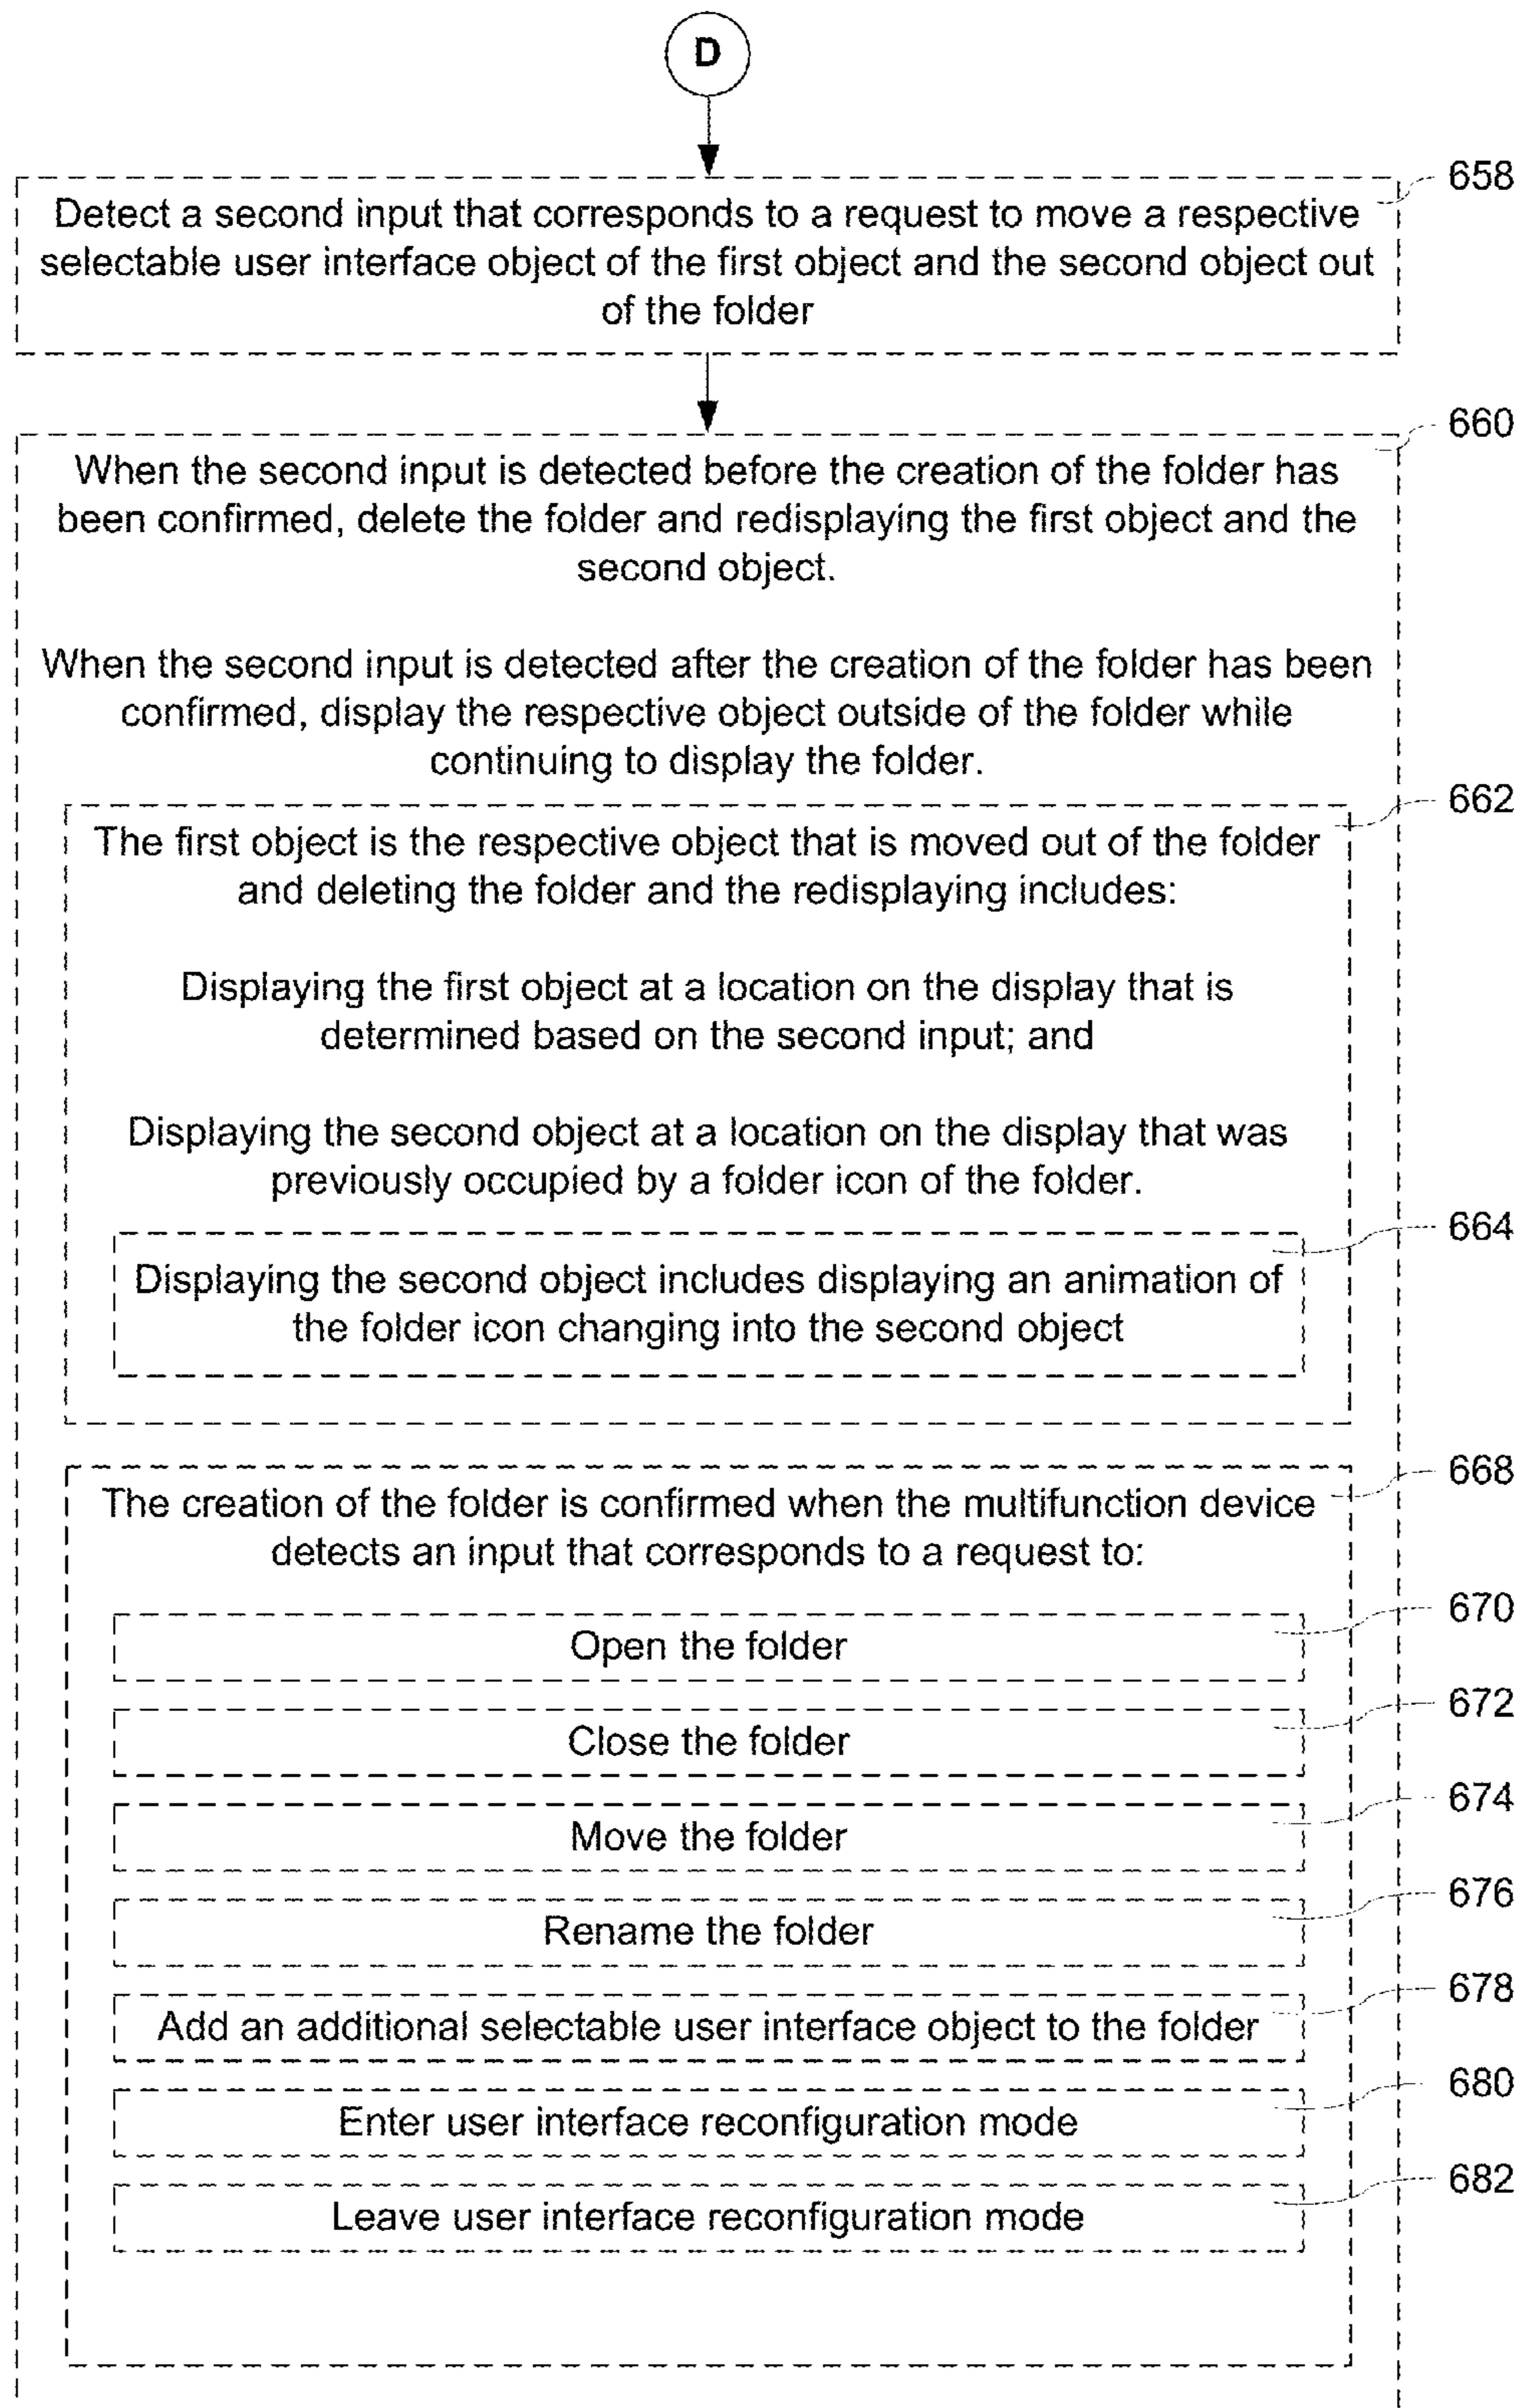 D
658
Detect a second input that corresponds to a request to move a respective
selectable user interface object of the first object and the second object out
of the folder
660
When the second input is detected before the creation of the folder has
been confirmed, delete the folder and redisplaying the first object and the
second object.
When the second input is detected after the creation of the folder has been
confirmed, display the respective object outside of the folder while
continuing to display the folder.
662
The first object is the respective object that is moved out of the folder
and deleting the folder and the redisplaying includes:
Displaying the first object at a location on the display that is
determined based on the second input; and
Displaying the second object at a location on the display that was
previously occupied by a folder icon of the folder.
664
Displaying the second object includes displaying an animation of
the folder icon changing into the second object
668
The creation of the folder is confirmed when the multifunction device
detects an input that corresponds to a request to:
670
Open the folder
672
Close the folder
674
Move the folder
676
Rename the folder
678
Add an additional selectable user interface object to the folder
680
Enter user interface reconfiguration mode
682
Leave user interface reconfiguration mode